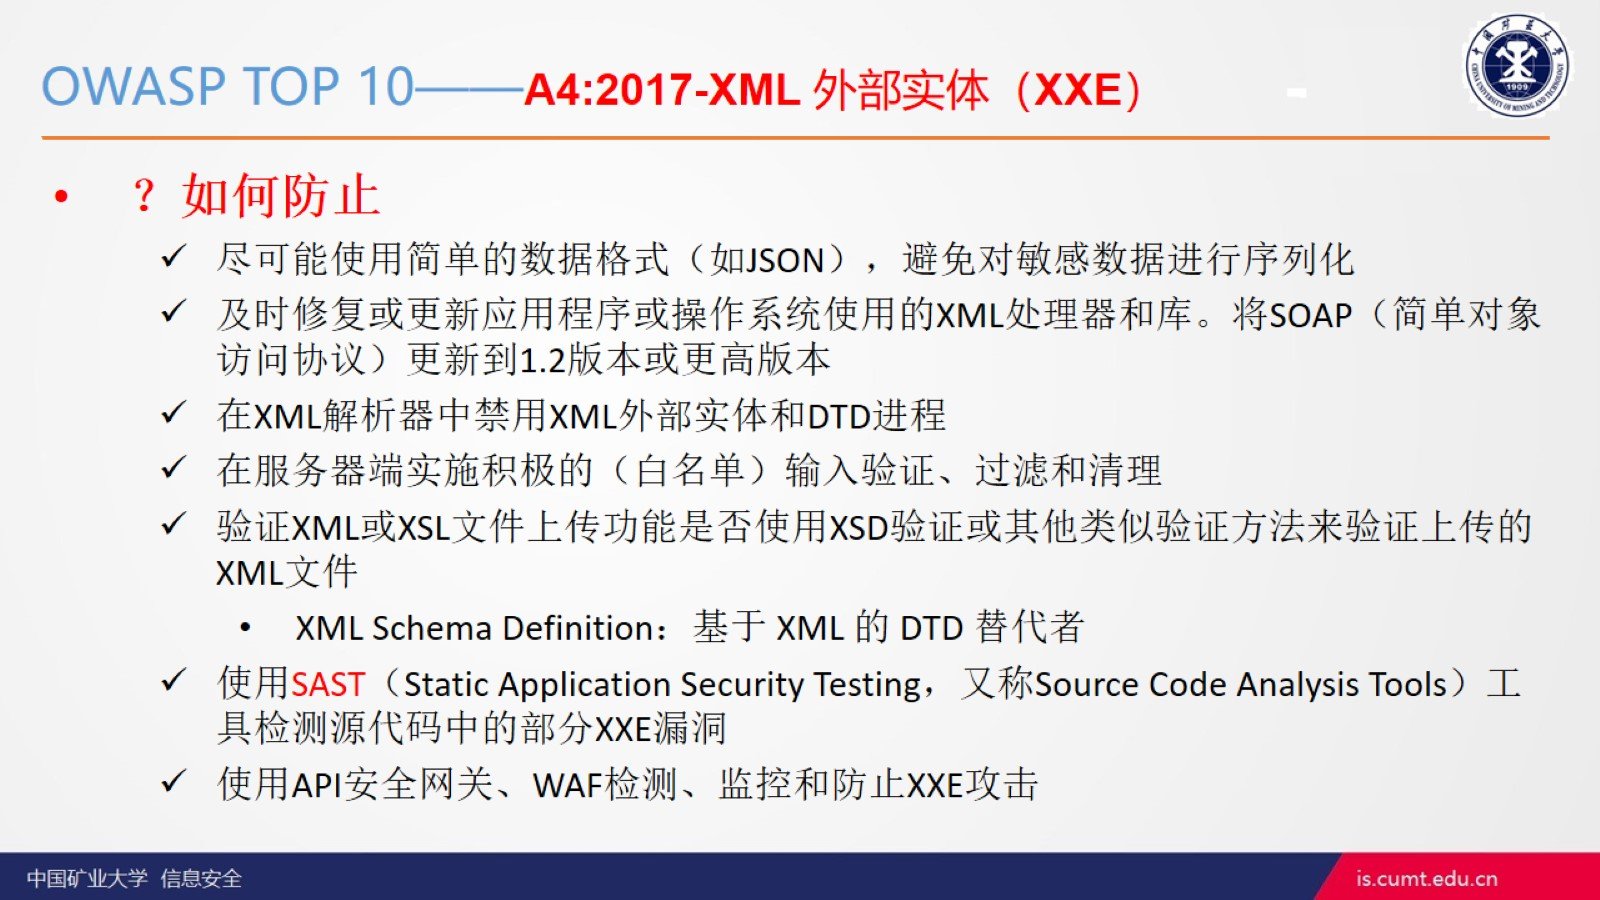 OWASP TOP 10——A4:2017-XML 外部实体（XXE）
• ？如何防止
✓ 尽可能使用简单的数据格式（如JSON），避免对敏感数据进行序列化
✓ 及时修复或更新应用程序或操作系统使用的XML处理器和库。将SOAP（简单对象
访问协议）更新到1.2版本或更高版本
✓ 在XML解析器中禁用XML外部实体和DTD进程
✓ 在服务器端实施积极的（白名单）输入验证、过滤和清理
✓ 验证XML或XSL文件上传功能是否使用XSD验证或其他类似验证方法来验证上传的
XML文件
• XML Schema Definition：基于 XML 的 DTD 替代者
✓ 使用SAST（Static Application Security Testing，又称Source Code Analysis Tools）工
具检测源代码中的部分XXE漏洞
✓ 使用API安全网关、WAF检测、监控和防止XXE攻击
中国矿业大学 信息安全
is.cumt.edu.cn
中国矿业大学
CHINA UNIVERSITY OF MINING AND TECHNOLOGY
1909